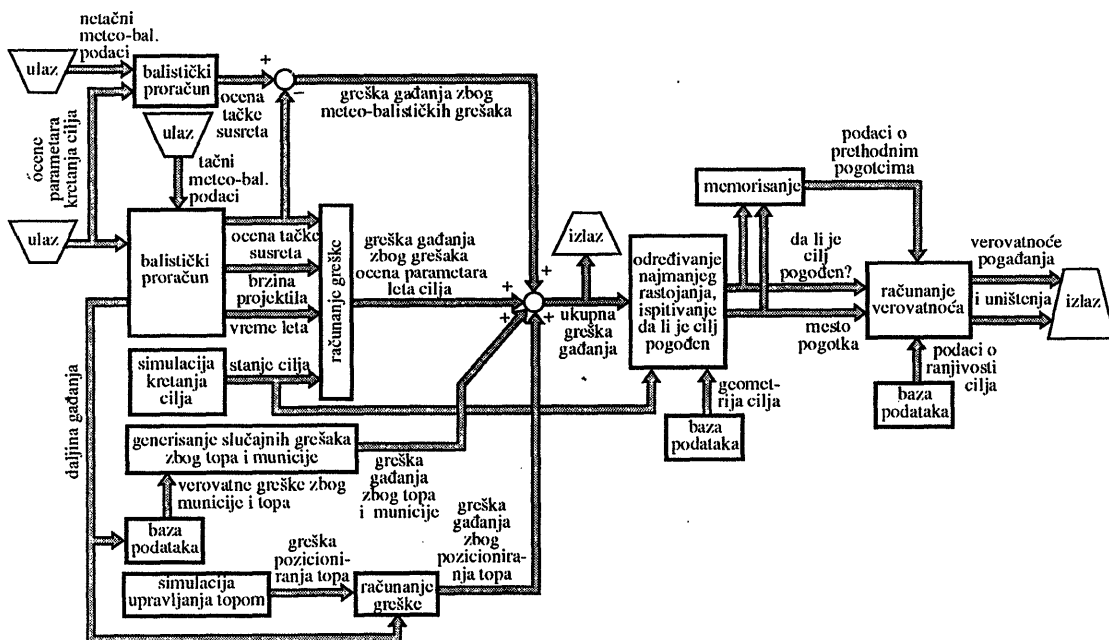 netačni
meteo-bal.
podaci
ulaz
balistički
proračun
+
−
ocena
tačke
susreta
greška gađanja zbog
meteo-balističkih grešaka
ocene
parametara
kretanja cilja
ulaz
tačni
meteo-bal.
podaci
ulaz
balistički
proračun
ocena tačke
susreta
brzina
projektila
vreme leta
računanje greške
simulacija
kretanja
cilja
stanje cilja
greška gađanja
zbog grešaka
ocena parametara
leta cilja
+
+
+
+
izlaz
ukupna
greška
gađanja
određivanje
najmanjeg
rastojanja,
ispitivanje
da li je cilj
pogođen
memorisanje
podaci o
prethodnim
pogotcima
da li je
cilj
pogođen?
mesto
pogotka
računanje
verovatnoća
verovatnoće
pogađanja
i uništenja
izlaz
geomet-
rija cilja
baza
podataka
podaci o
ranjivosti
cilja
baza
podataka
daljina gađanja
generisanje slučajnih grešaka
zbog topa i municije
verovatne greške zbog
municije i topa
baza
podataka
greška
gađanja
zbog topa
i municije
simulacija
upravljanja topom
greška
pozicioni-
ranja topa
računanje
greške
greška
gađanja
zbog
pozicionira-
nja topa